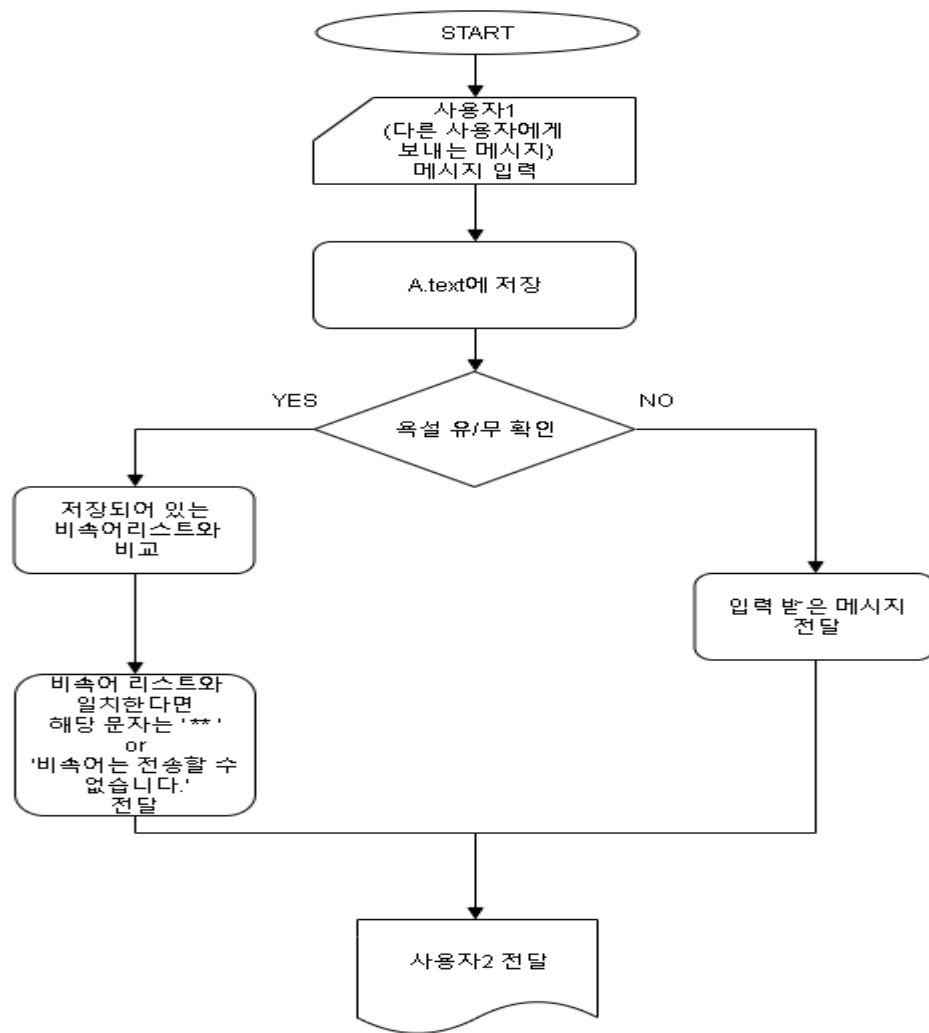 START
사용자1
(다른 사용자에게
보내는 메시지)
메시지 입력
A.text에 저장
YES
욕설 유/무 확인
NO
저장되어 있는
비속어리스트와
비교
입력 받은 메시지
전달
비속어 리스트와
일치한다면
해당 문자는 ' ** '
or
'비속어는 전송할 수
없습니다.'
전달
사용자2 전달